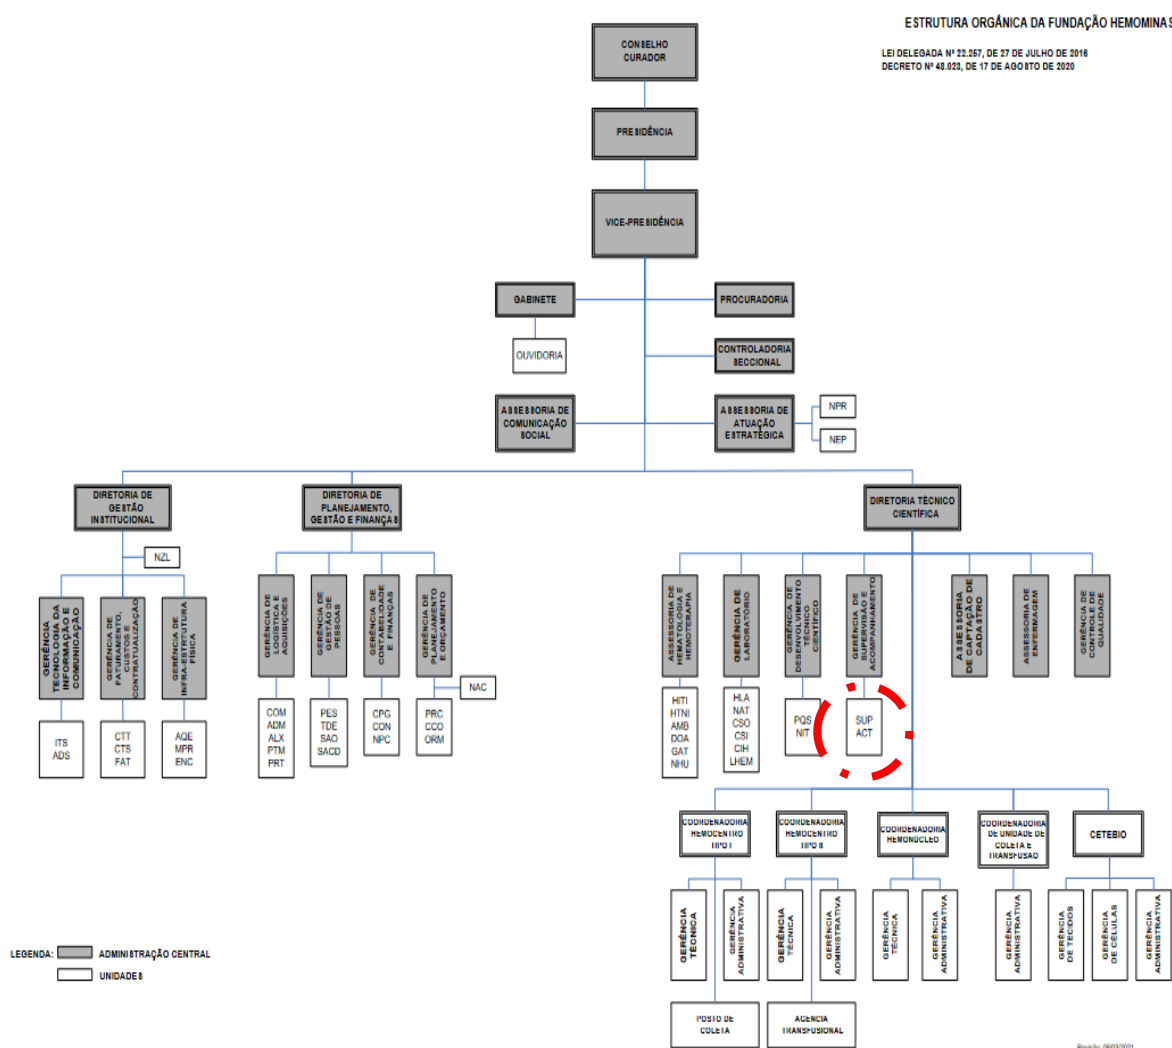 ESTRUTURA ORGÂNICA DA FUNDAÇÃO HEMOMINAS
LEI DELEGADA Nº 22.257, DE 27 DE JULHO DE 2016
DECRETO Nº 48.023, DE 17 DE AGOSTO DE 2020
CONSELHO
CURADOR
PRESIDÊNCIA
VICE-PRESIDÊNCIA
GABINETE
PROCURADORIA
OUVIDORIA
CONTROLADORIA
SECCIONAL
ASSESSORIA DE
COMUNICAÇÃO
SOCIAL
ASSESSORIA DE
ATUAÇÃO
ESTRATÉGICA
NPR
NEP
DIRETORIA DE
GESTÃO
INSTITUCIONAL
DIRETORIA DE
PLANEJAMENTO,
GESTÃO E FINANÇAS
DIRETORIA TÉCNICO
CIENTÍFICA
NZL
GERÊNCIA
TECNOLOGIA DA
INFORMAÇÃO E
COMUNICAÇÃO
GERÊNCIA DE
FATURAMENTO,
CUSTOS E
CONTRATUALIZAÇÃO
GERÊNCIA DE
INFRA-ESTRTUTURA
FÍSICA
GERÊNCIA DE
LOGÍSTICA E
AQUISIÇÕES
GERÊNCIA DE
GESTÃO DE
PESSOAS
GERÊNCIA DE
CONTABELIDADE
E FINANÇAS
GERÊNCIA DE
PLANEJAMENTO
E ORÇAMENTO
ASSESSORIA DE
HEMATOLOGIA E
HEMOTERAPIA
GERÊNCIA DE
LABORATÓRIO
GERÊNCIA DE
DESENVOLVIMENTO
TÉCNICO
CIENTÍFICO
GERÊNCIA DE
SUPERVISÃO E
ACOMPANHAMENTO
ASSESSORIA
DE CAPTAÇÃO DE
CADASTRO
ASSESSORIA DE
ENFERMAGEM
GERÊNCIA DE
CONTROLE DE
QUALIDADE
NAC
ITS
ADS
CTT
CTS
FAT
AQE
MPR
ENC
COM
ADM
ALX
PTM
PRT
PES
TDE
SAO
SACD
CPG
CON
NPC
PRC
CCO
ORM
HITI
HTNI
AMB
DOA
GAT
NHU
HLA
NAT
CSO
CSI
CIH
LHEM
PQS
NIT
SUP
ACT
COORDENADORIA
HEMOCENTRO
TIPO I
COORDENADORIA
HEMOCENTRO
TIPO II
COORDENADORIA
HEMONÚCLEO
COORDENADORIA
DE UNIDADE DE
COLETA E
TRANSFUSÃO
CETEBIO
GERÊNCIA
TÉCNICA
GERÊNCIA
ADMINISTRATIVA
GERÊNCIA
TÉCNICA
GERÊNCIA
ADMINISTRATIVA
GERÊNCIA
TÉCNICA
GERÊNCIA
ADMINISTRATIVA
GERÊNCIA
ADMINISTRATIVA
GERÊNCIA
DE TECIDOS
GERÊNCIA
DE CÉLULAS
GERÊNCIA
ADMINISTRATIVA
POSTO DE
COLETA
AGENCIA
TRANSFUSIONAL
LEGENDA:
ADMINISTRAÇÃO CENTRAL
UNIDADES